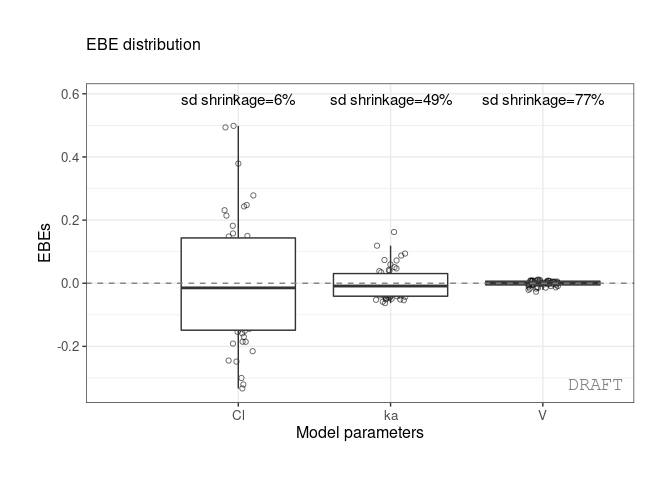 EBE distribution
sd shrinkage=6% sd shrinkage=49% sd shrinkage=77%
0.6
0.4
0.2
0.0
-0.2
EBEs
DRAFT
Cl ka V
Model parameters